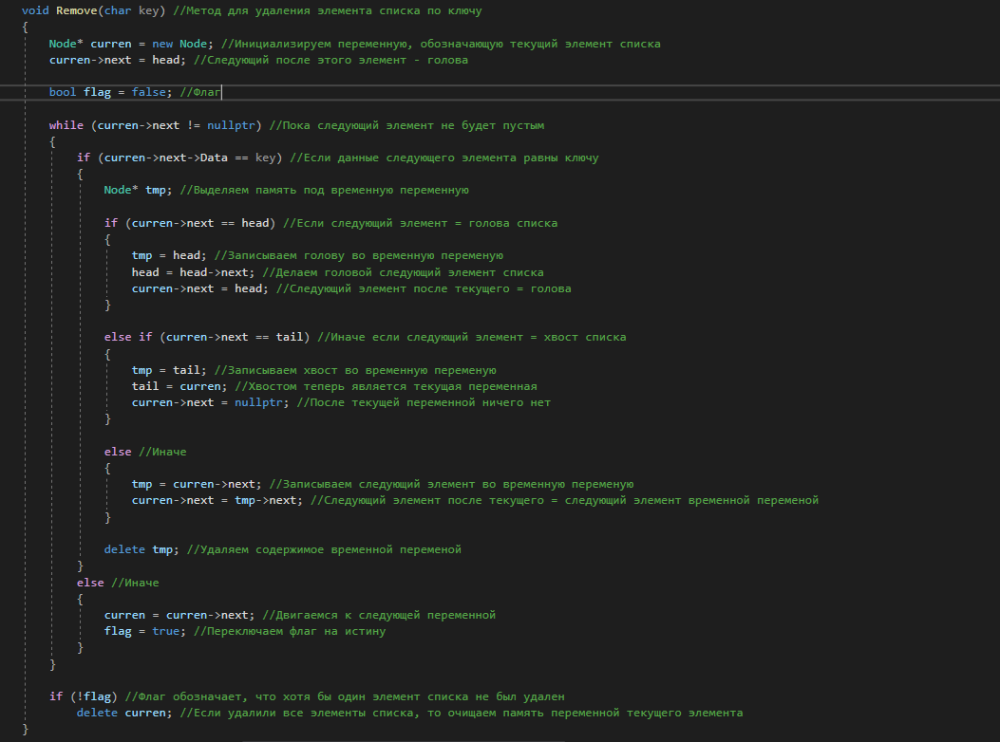 void Remove(char key) //Метод для удаления элемента списка по ключу
{
Node* curren = new Node; //Инициализируем переменную, обозначающую текущий элемент списка
curren->next = head; //Следующий после этого элемент - голова
bool flag = false; //Флаг
while (curren->next != nullptr) //Пока следующий элемент не будет пустым
{
if (curren->next->Data == key) //Если данные следующего элемента равны ключу
{
Node* tmp; //Выделяем память под временную переменную
if (curren->next == head) //Если следующий элемент = голова списка
{
tmp = head; //Записываем голову во временную переменую
head = head->next; //Делаем головой следующий элемент списка
curren->next = head; //Следующий элемент после текущего = голова
}
else if (curren->next == tail) //Иначе если следующий элемент = хвост списка
{
tmp = tail; //Записываем хвост во временную переменую
tail = curren; //Хвостом теперь является текущая переменная
curren->next = nullptr; //После текущей переменной ничего нет
}
else //Иначе
{
tmp = curren->next; //Записываем следующий элемент во временную переменую
curren->next = tmp->next; //Следующий элемент после текущего = следующий элемент временной переменой
}
delete tmp; //Удаляем содержимое временной переменой
}
else //Иначе
{
curren = curren->next; //Двигаемся к следующей переменной
flag = true; //Переключаем флаг на истину
}
}
if (!flag) //Флаг обозначает, что хотя бы один элемент списка не был удален
delete curren; //Если удалили все элементы списка, то очищаем память переменной текущего элемента
}